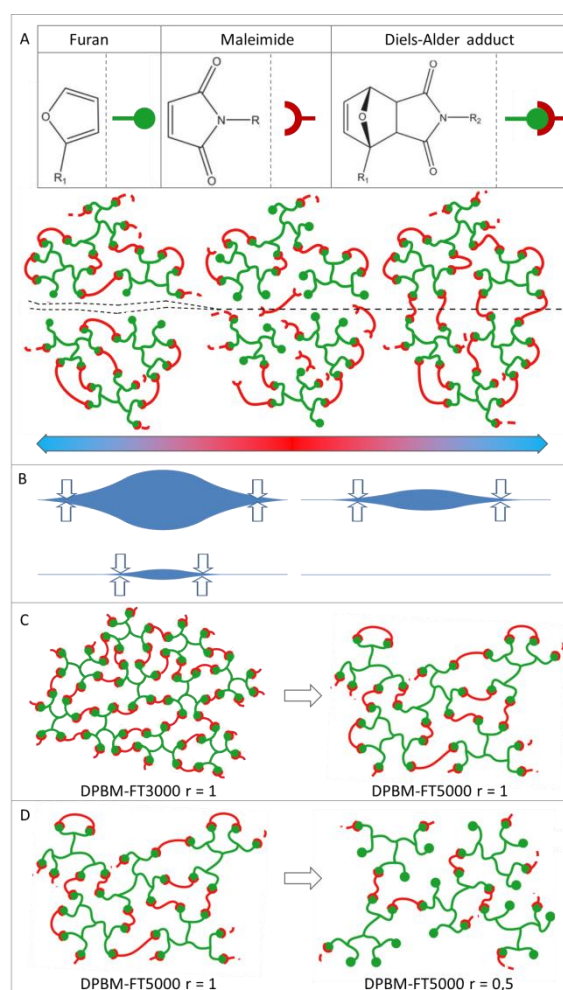 A
Furan
Maleimide
Diels-Alder adduct
O
R₁
O
N
R
O
O
O
N
R₂
O
R₁
B
C
DPBM-FT3000 r = 1
DPBM-FT5000 r = 1
D
DPBM-FT5000 r = 1
DPBM-FT5000 r = 0,5